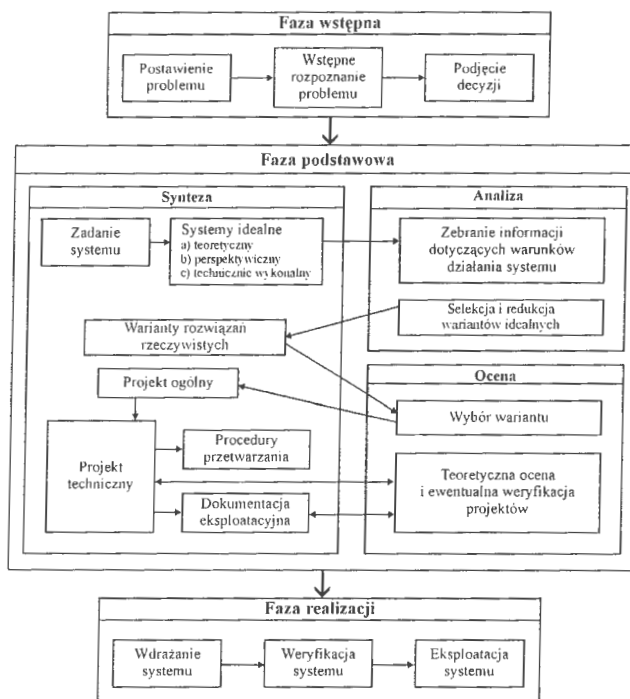 Faza wstępna
Postawienie
problemu
Wstępne
rozpoznanie
problemu
Podjęcie
decyzji
Faza podstawowa
Synteza
Zadanie
systemu
Systemy idealne
a) teoretyczny
b) perspektywiczny
c) technicznie wykonalny
Warianty rozwiązań
rzeczywistych
Projekt ogólny
Projekt
techniczny
Procedury
przetwarzania
Dokumentacja
eksploatacyjna
Analiza
Zebranie informacji
dotyczących warunków
działania systemu
Selekcja i redukcja
wariantów idealnych
Ocena
Wybór wariantu
Teoretyczna ocena
i ewentualna weryfikacja
projektów
Faza realizacji
Wdrażanie
systemu
Weryfikacja
systemu
Eksploatacja
systemu